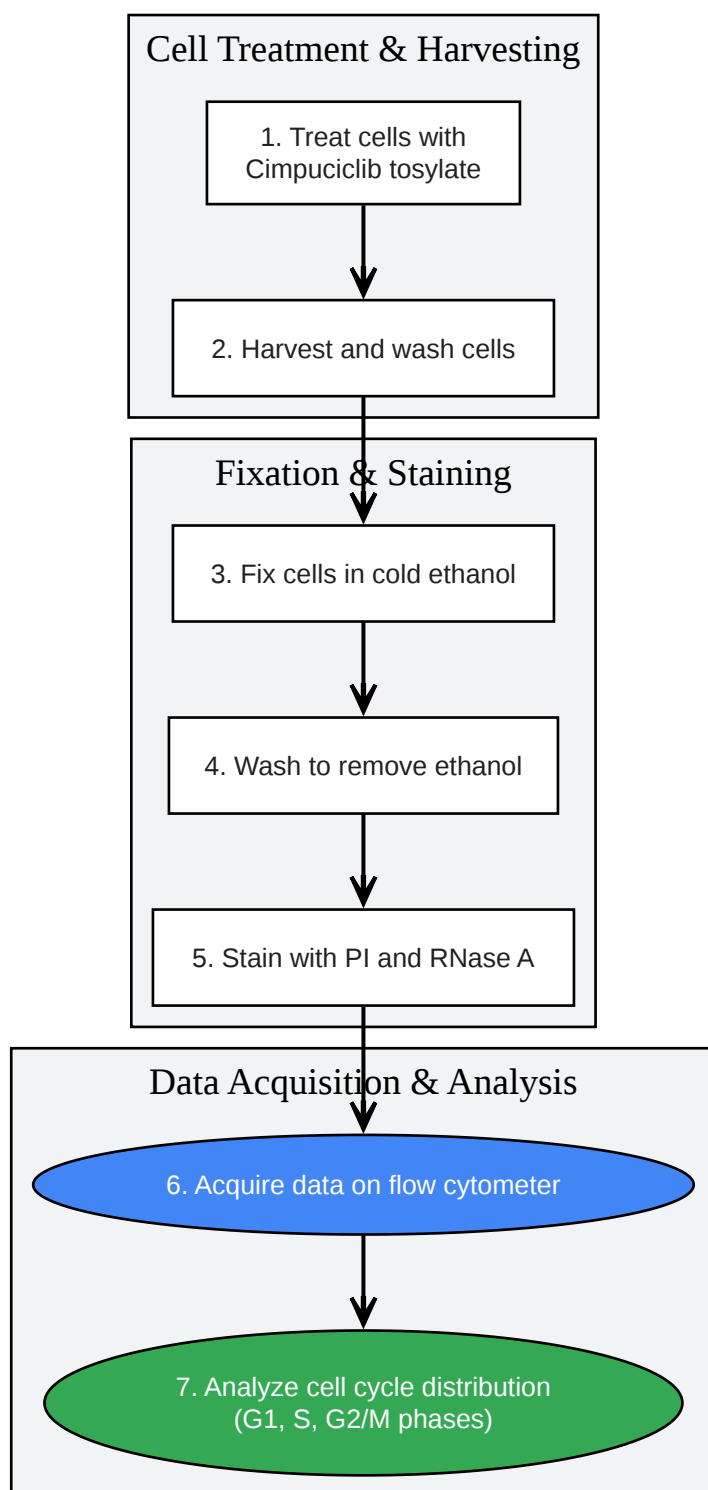 Cell Treatment & Harvesting
1. Treat cells with
Cimpuciclib tosylate
2. Harvest and wash cells
Fixation & Staining
3. Fix cells in cold ethanol
4. Wash to remove ethanol
5. Stain with PI and RNase A
Data Acquisition & Analysis
6. Acquire data on flow cytometer
7. Analyze cell cycle distribution
(G1, S, G2/M phases)